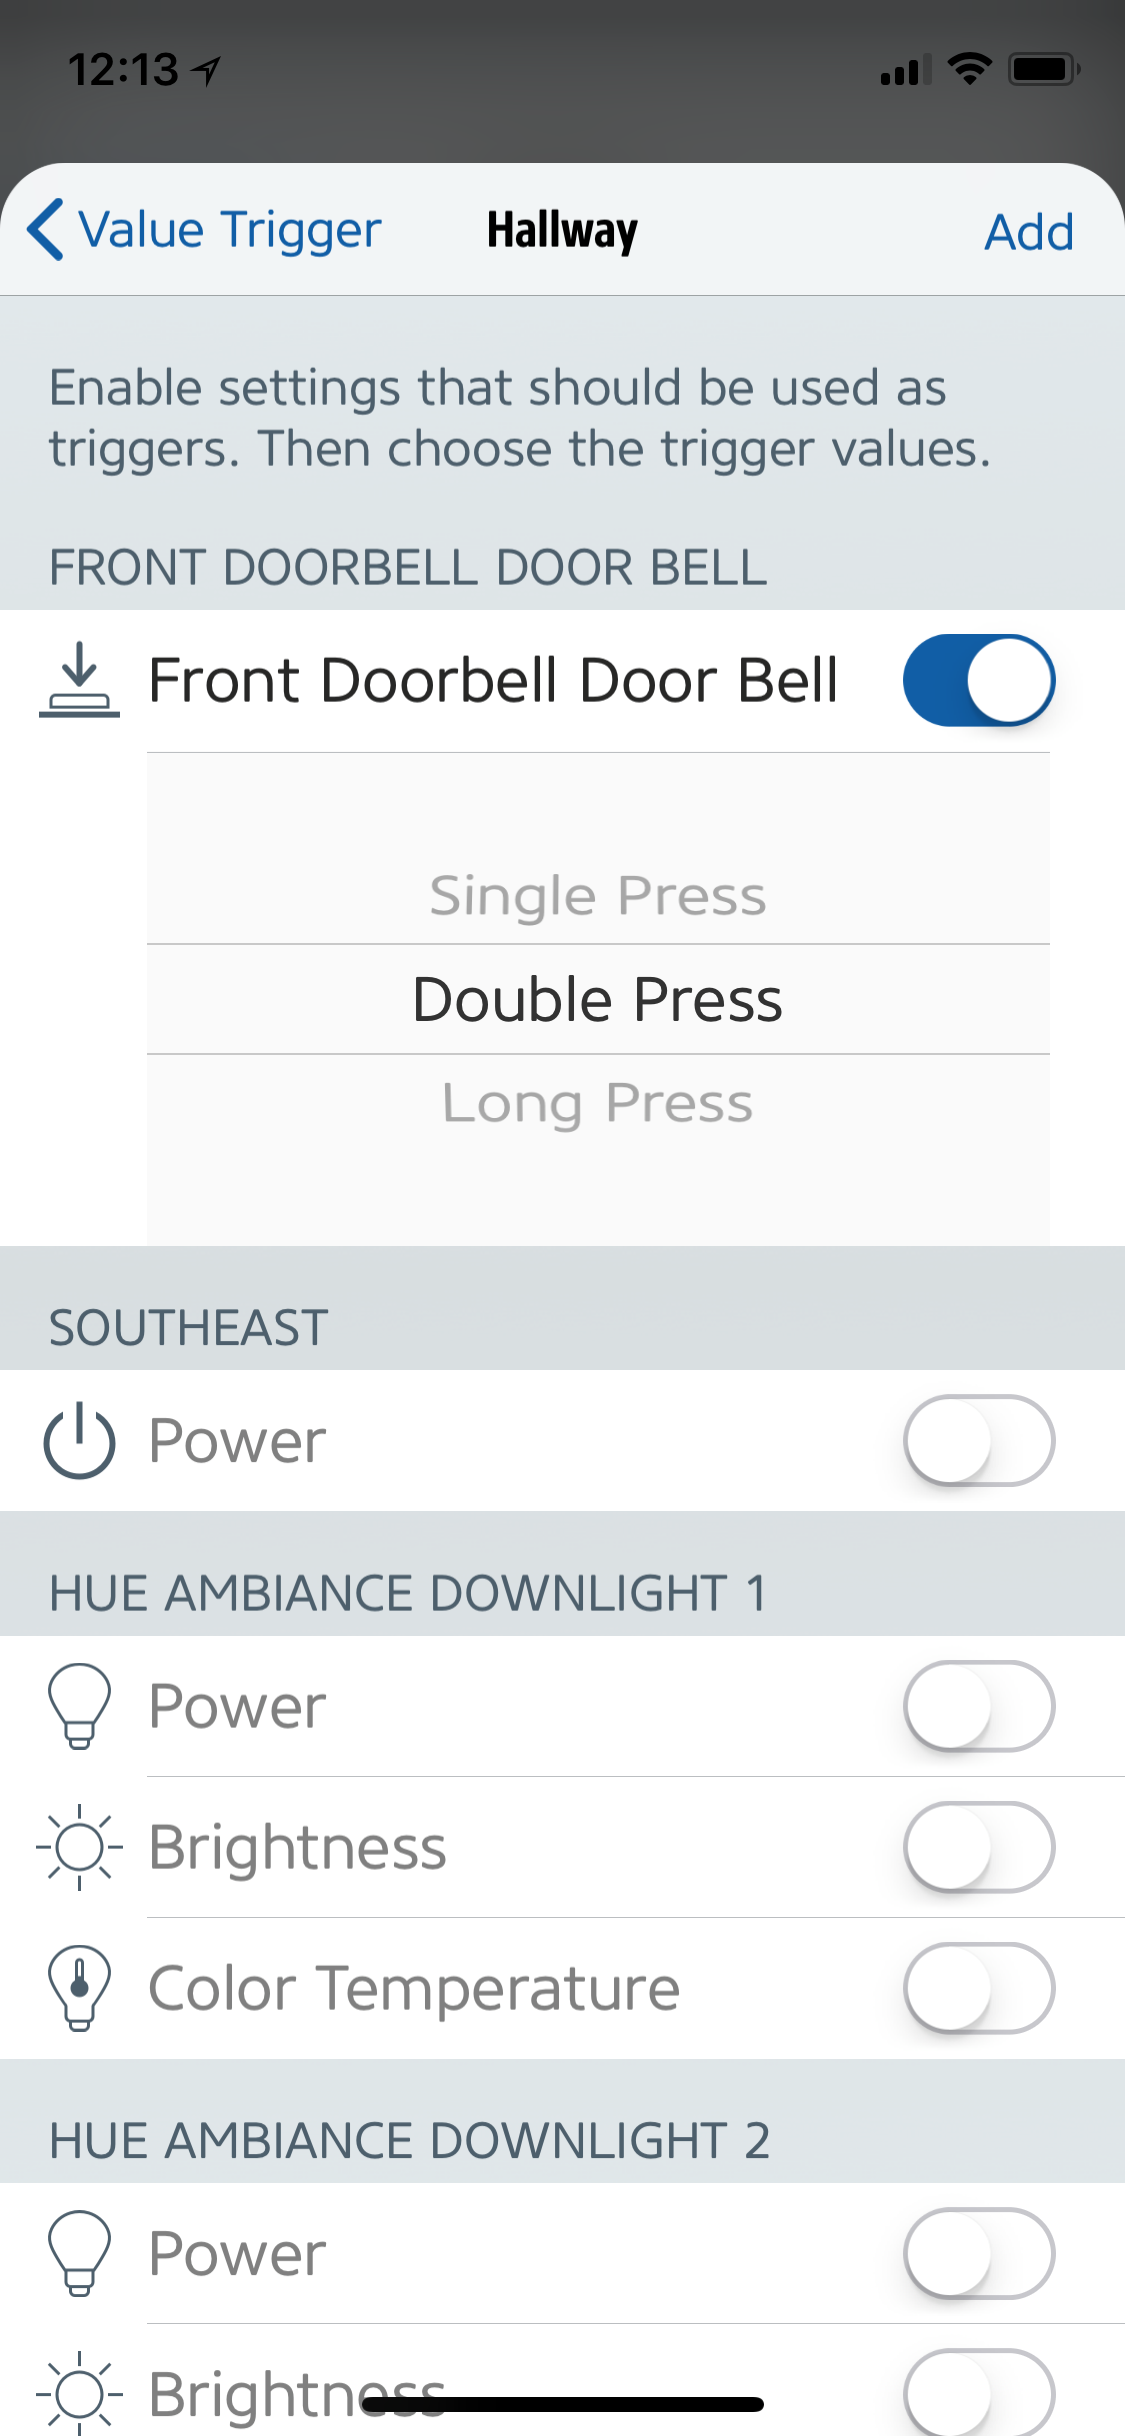 12:13
Value Trigger
Hallway
Add
Enable settings that should be used as
triggers. Then choose the trigger values.
FRONT DOORBELL DOOR BELL
Front Doorbell Door Bell
Single Press
Double Press
Long Press
SOUTHEAST
Power
HUE AMBIANCE DOWNLIGHT 1
Power
Brightness
Color Temperature
HUE AMBIANCE DOWNLIGHT 2
Power
Brightness